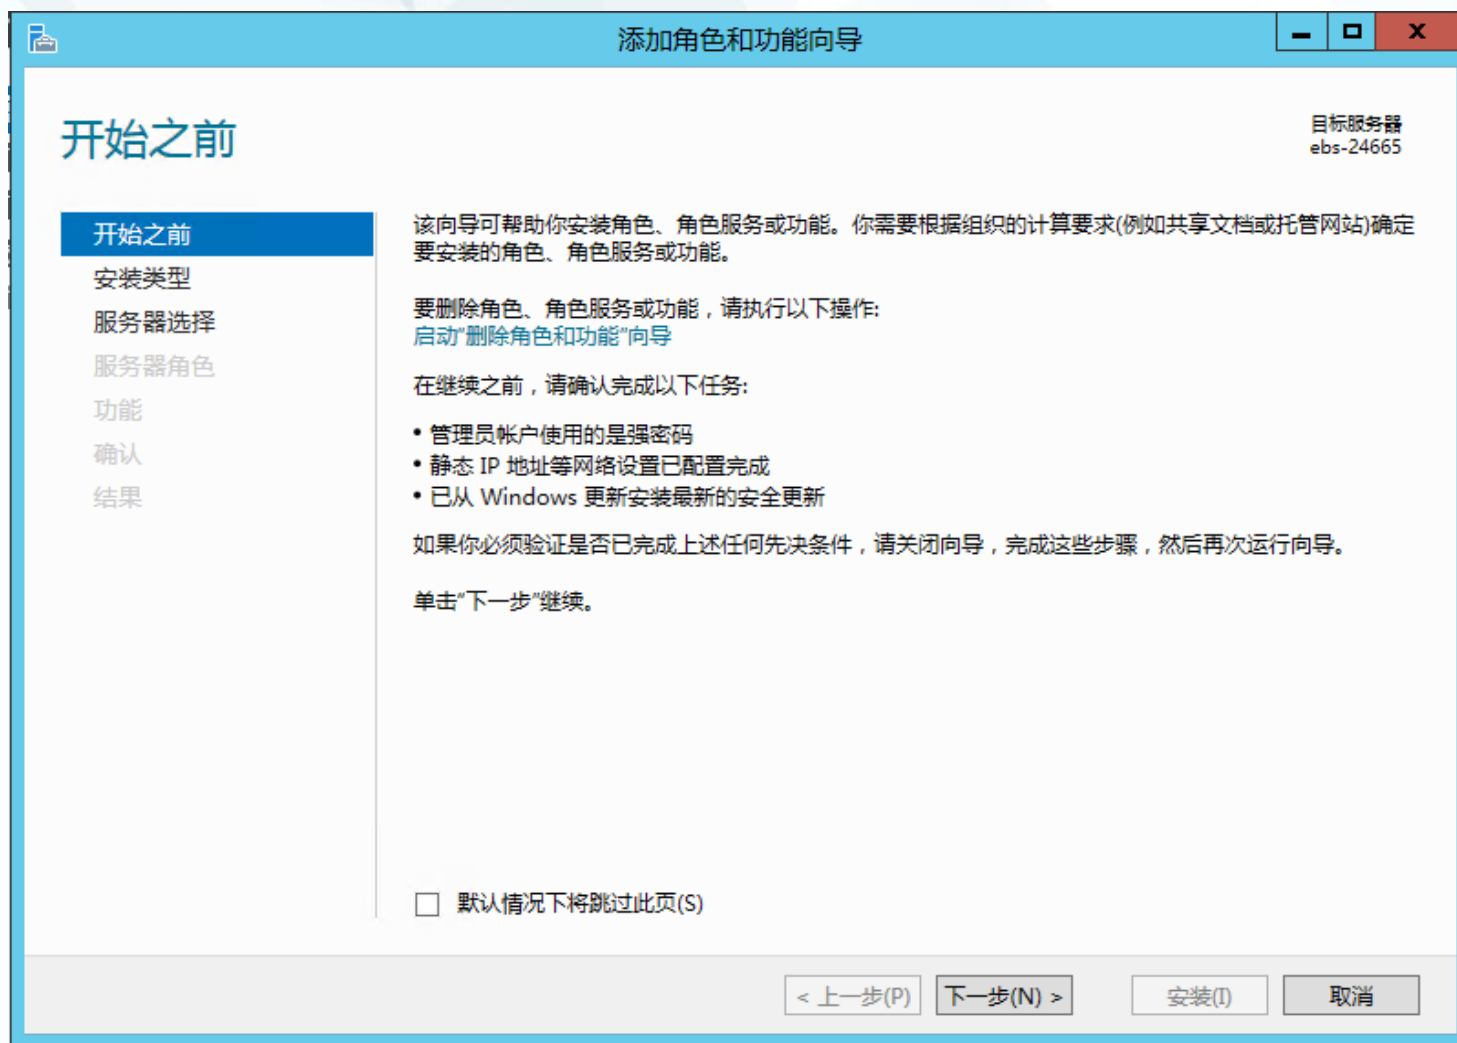 添加角色和功能向导
开始之前
目标服务器
ebs-24665
开始之前
安装类型
服务器选择
服务器角色
功能
确认
结果
该向导可帮助你安装角色、角色服务或功能。你需要根据组织的计算要求(例如共享文档或托管网站)确定
要安装的角色、角色服务或功能。
要删除角色、角色服务或功能，请执行以下操作:
启动"删除角色和功能"向导
在继续之前，请确认完成以下任务:
• 管理员帐户使用的是强密码
• 静态 IP 地址等网络设置已配置完成
• 已从 Windows 更新安装最新的安全更新
如果你必须验证是否已完成上述任何先决条件，请关闭向导，完成这些步骤，然后再次运行向导。
单击"下一步"继续。
默认情况下将跳过此页(S)
< 上一步(P)
下一步(N) >
安装(I)
取消